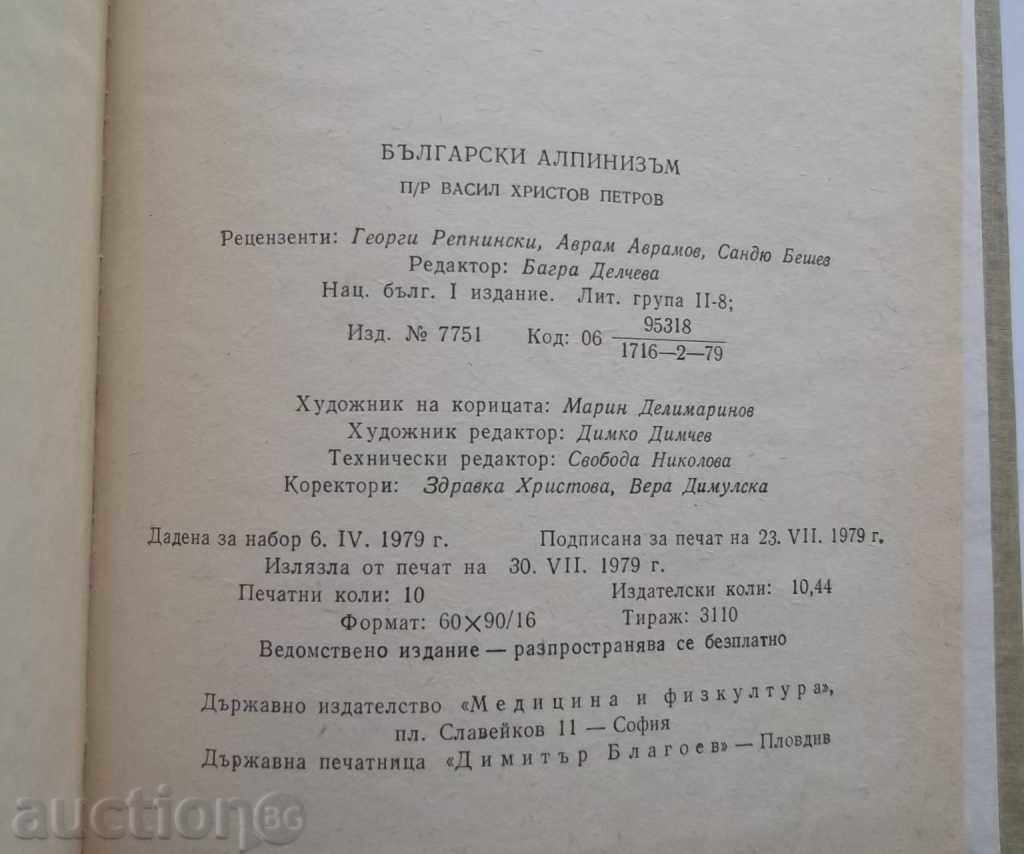 БЪЛГАРСКИ АЛПИНИЗЪМ
П/Р ВАСИЛ ХРИСТОВ ПЕТРОВ
Рецензенти: Георги Репнински, Аврам Аврамов, Сандю Бешев
Редактор: Багра Делчева
Нац. бълг. I издание. Лит. група II-8;
Изд. № 7751 Код: 06 95318
1716—2—79
Художник на корицата: Марин Делимаринов
Художник редактор: Димко Димчев
Технически редактор: Свобода Николова
Коректори: Здравка Христова, Вера Димулска
Дадена за набор 6. IV. 1979 г. Подписана за печат на 23. VII. 1979 г.
Излязла от печат на 30. VII. 1979 г.
Печатни коли: 10 Издателски коли: 10,44
Формат: 60×90/16 Тираж: 3110
Ведомствено издание — разпространява се безплатно
Държавно издателство «Медицина и физкултура»,
пл. Славейков 11 — София
Държавна печатница «Димитър Благоев» — Пловдив
auction BG